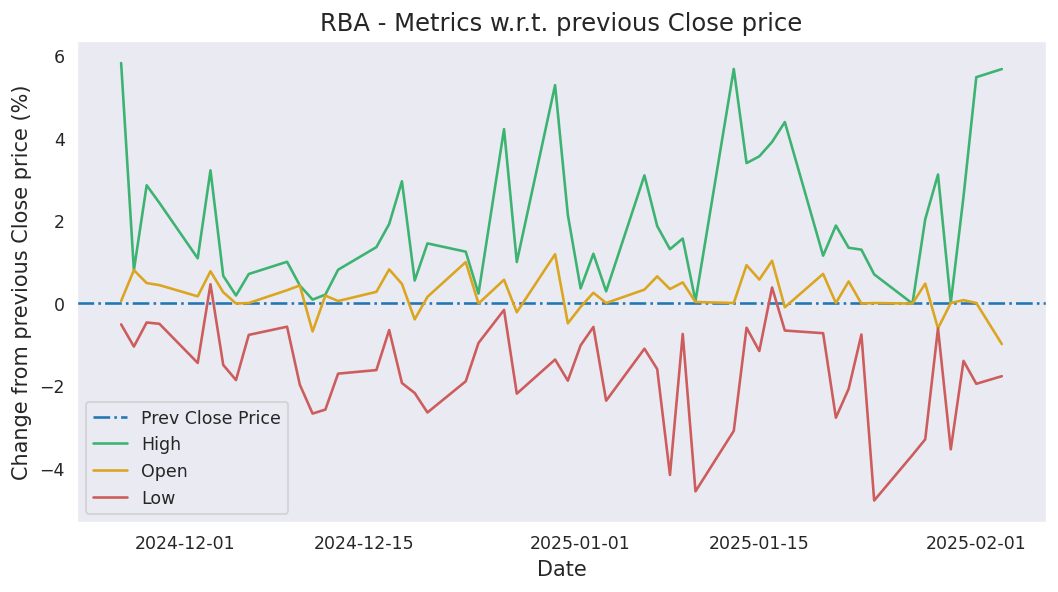 RBA - Metrics w.r.t. previous Close price
Change from previous Close price (%)
6
4
2
0
−2
−4
Prev Close Price
High
Open
Low
2024-12-01
2024-12-15
2025-01-01
2025-01-15
2025-02-01
Date